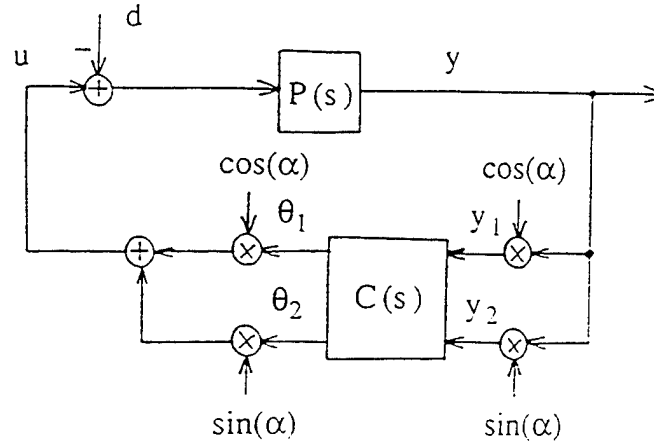 d
−
u
+
P(s)
y
cos(α)
cos(α)
θ₁
y₁
+
×
×
C(s)
θ₂
y₂
×
×
sin(α)
sin(α)